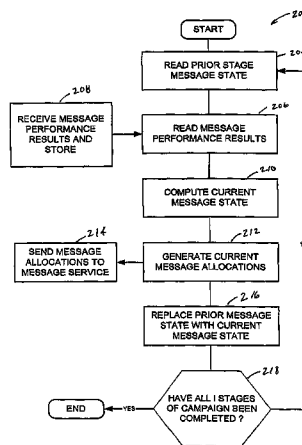 START
READ PRIOR STAGE
MESSAGE STATE
208
RECEIVE MESSAGE
PERFORMANCE
RESULTS AND
STORE
206
READ MESSAGE
PERFORMANCE RESULTS
210
COMPUTE CURRENT
MESSAGE STATE
214
SEND MESSAGE
ALLOCATIONS TO
MESSAGE SERVICE
212
GENERATE CURRENT
MESSAGE ALLOCATIONS
216
REPLACE PRIOR MESSAGE
STATE WITH CURRENT
MESSAGE STATE
218
HAVE ALL I STAGES
OF CAMPAIGN BEEN
COMPLETED ?
YES
END